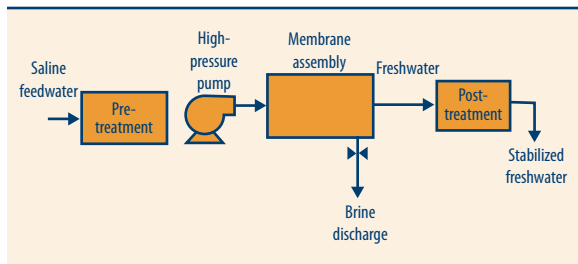 Saline
feedwater
Pre-
treatment
High-
pressure
pump
Membrane
assembly
Freshwater
Post-
treatment
Stabilized
freshwater
Brine
discharge